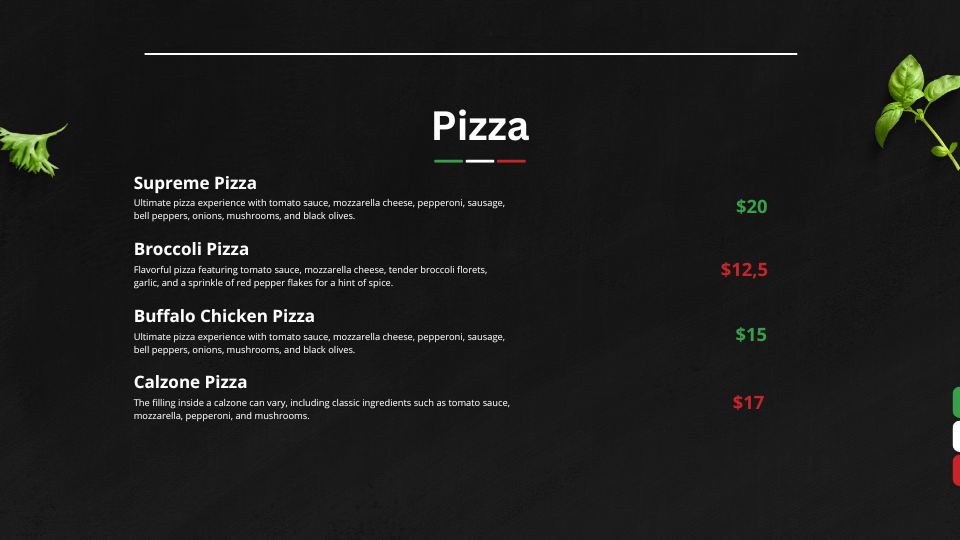 Pizza
Supreme Pizza
Ultimate pizza experience with tomato sauce, mozzarella cheese, pepperoni, sausage,
bell peppers, onions, mushrooms, and black olives.
$20
Broccoli Pizza
Flavorful pizza featuring tomato sauce, mozzarella cheese, tender broccoli florets,
garlic, and a sprinkle of red pepper flakes for a hint of spice.
$12,5
Buffalo Chicken Pizza
Ultimate pizza experience with tomato sauce, mozzarella cheese, pepperoni, sausage,
bell peppers, onions, mushrooms, and black olives.
$15
Calzone Pizza
The filling inside a calzone can vary, including classic ingredients such as tomato sauce,
mozzarella, pepperoni, and mushrooms.
$17